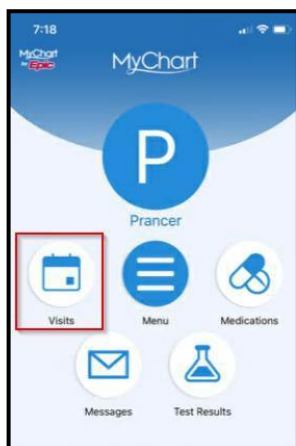 7:18
MyChart
by Epic
MyChart
P
Prancer
Visits
Menu
Medications
Messages
Test Results